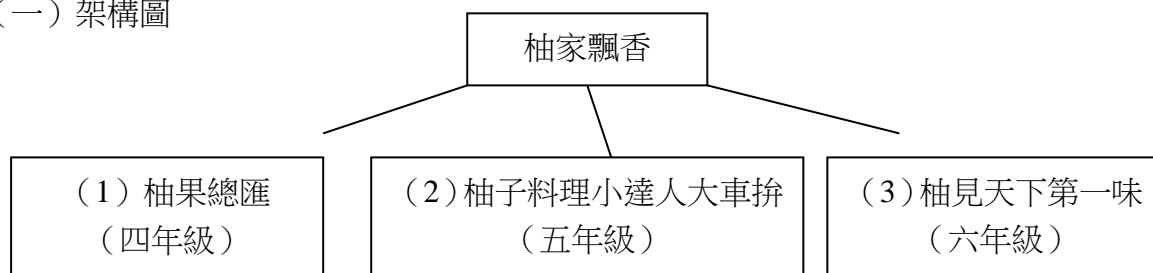 （一）架構圖
柚家飄香
（1）柚果總匯
（四年級）
（2）柚子料理小達人大車拚
（五年級）
（3）柚見天下第一味
（六年級）